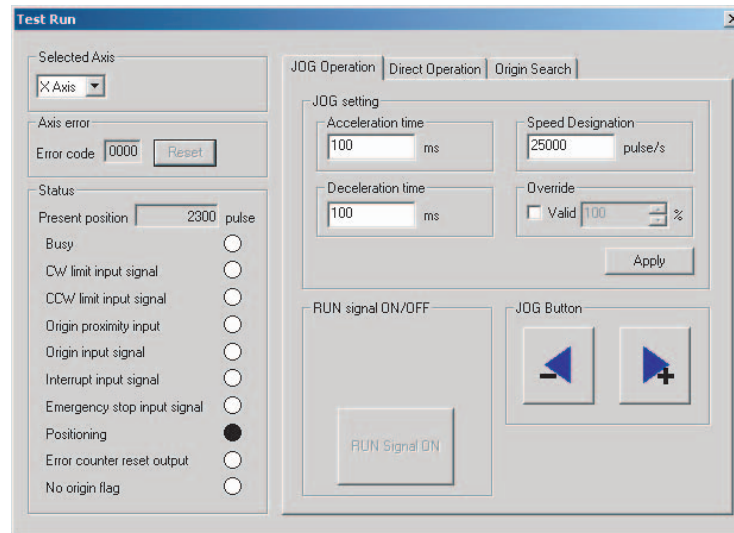 Test Run
Selected Axis
X Axis
Axis error
Error code 0000 Reset
Status
Present position 2300 pulse
Busy
CW limit input signal
CCW limit input signal
Origin proximity input
Origin input signal
Interrupt input signal
Emergency stop input signal
Positioning
Error counter reset output
No origin flag
JOG Operation Direct Operation Origin Search
JOG setting
Acceleration time
100 ms
Speed Designation
25000 pulse/s
Deceleration time
100 ms
Override
Valid 100 %
Apply
RUN signal ON/OFF
RUN Signal ON
JOG Button
- +